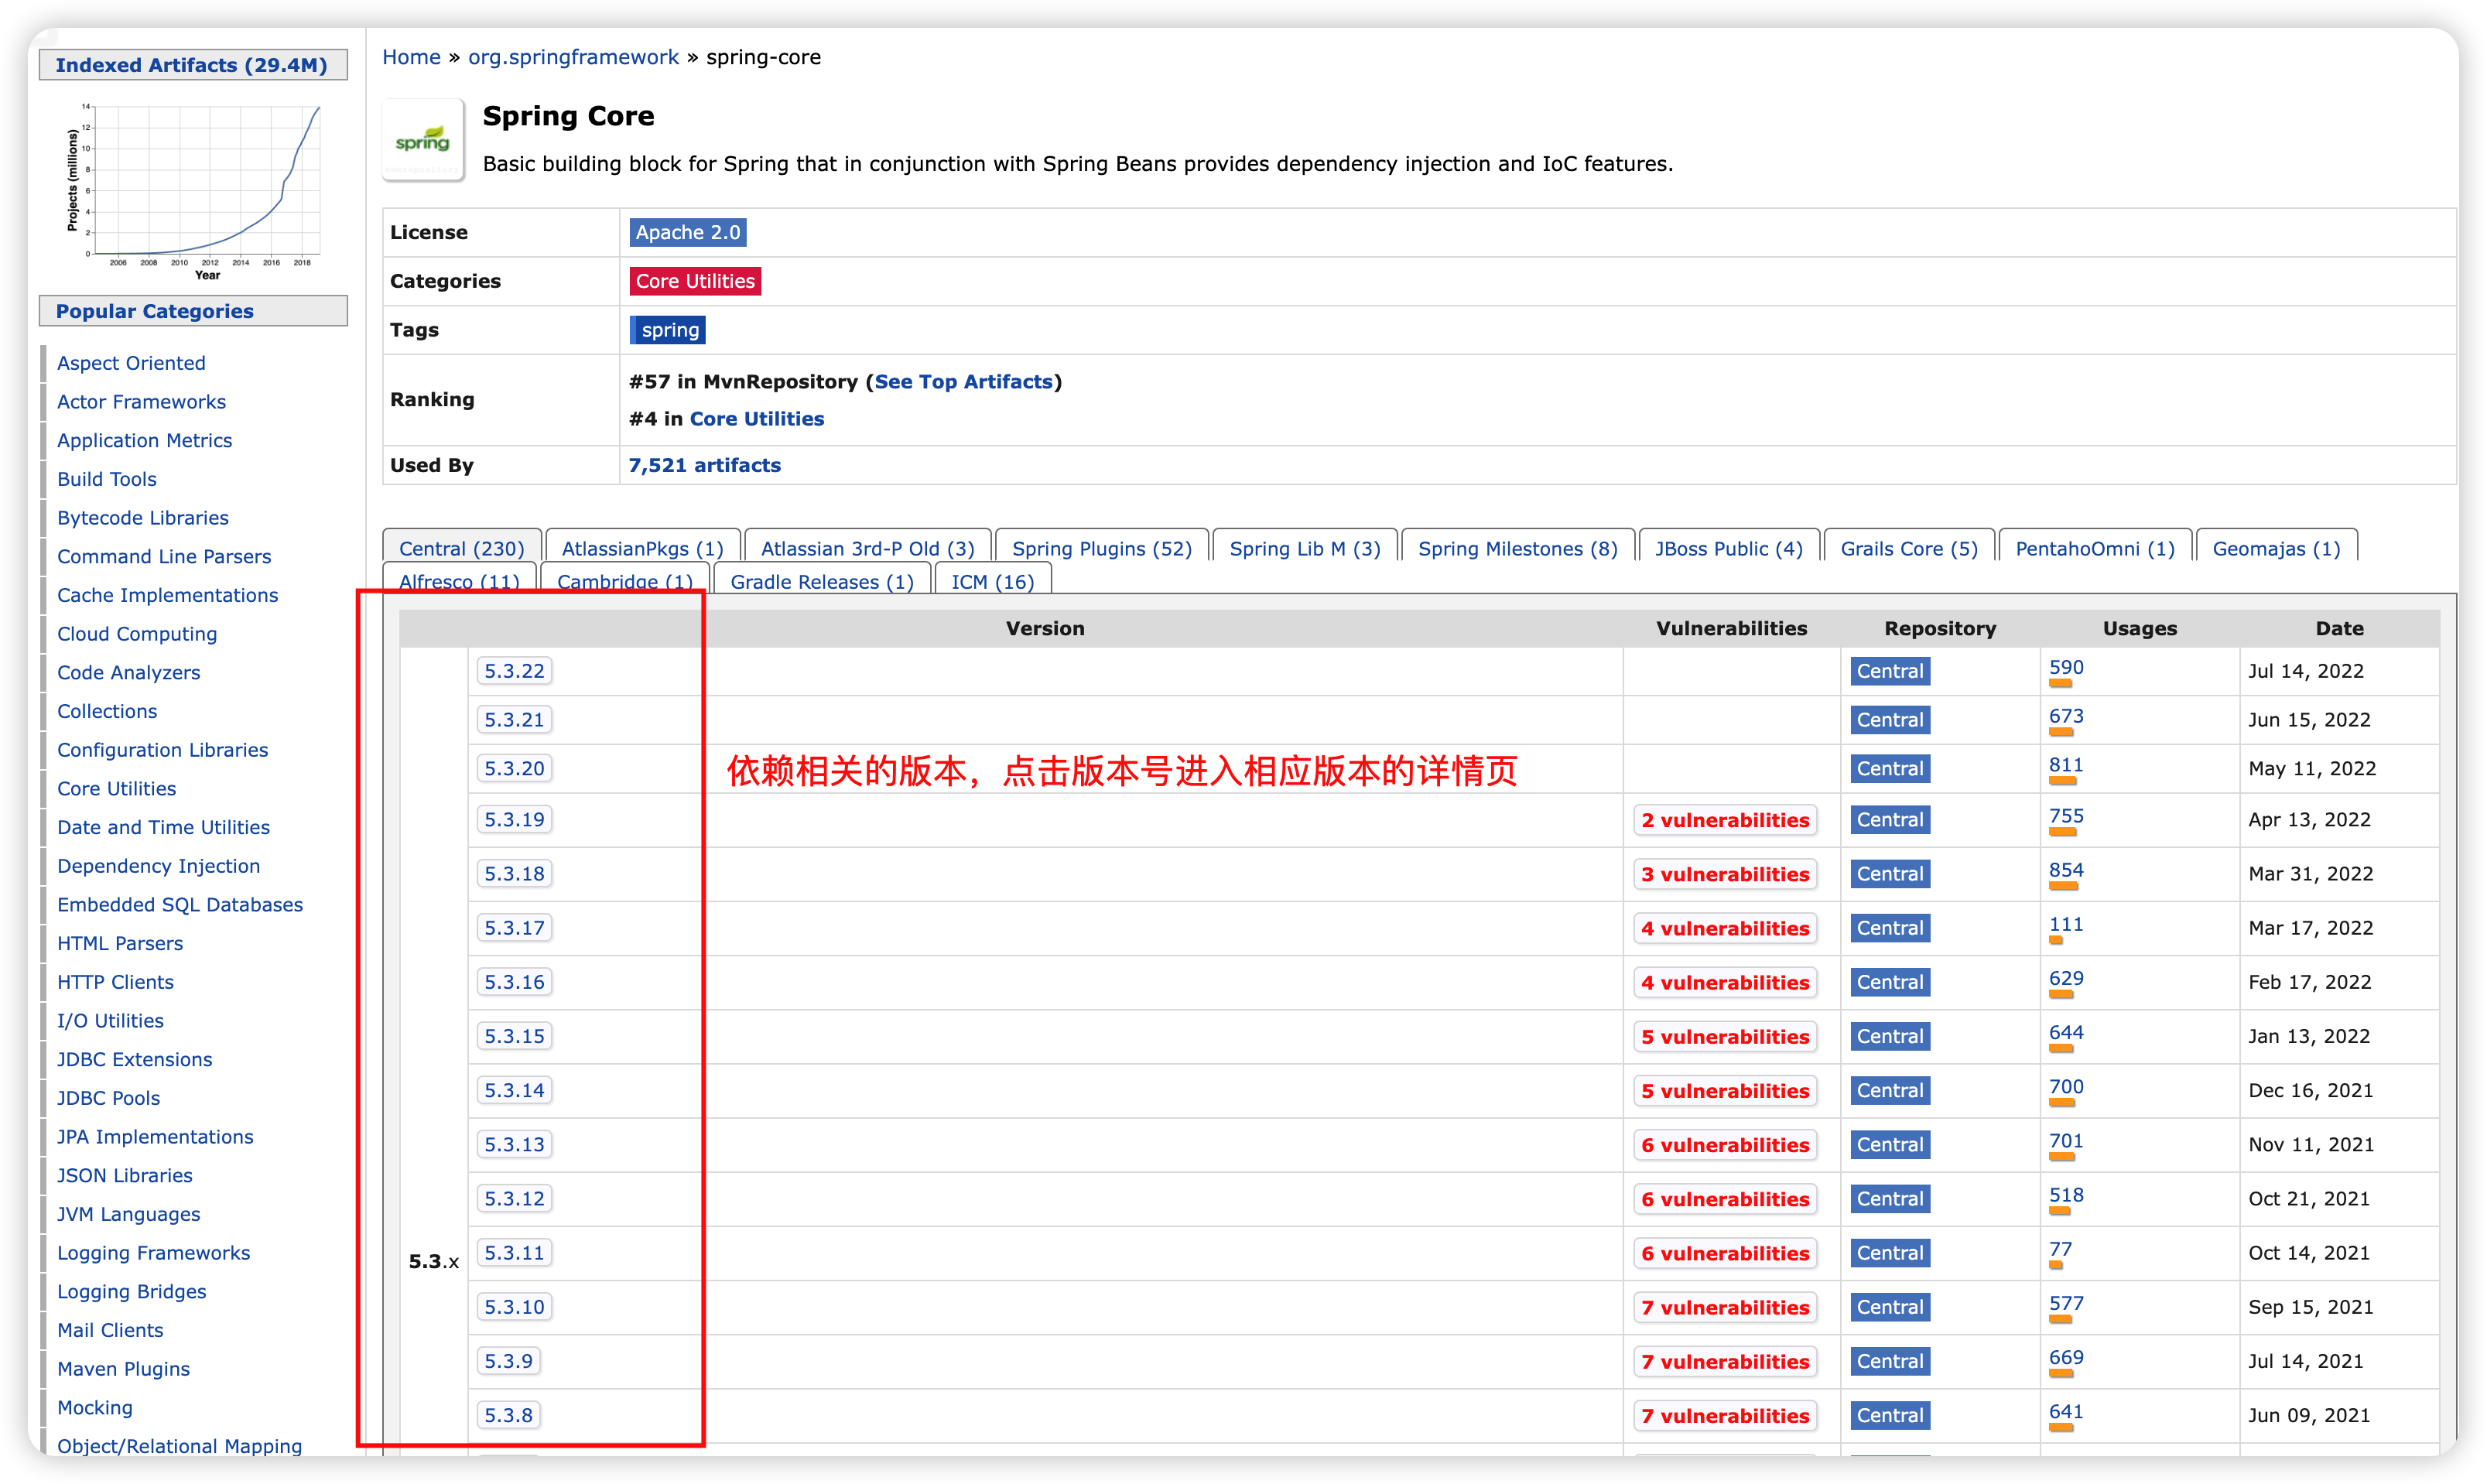 Indexed Artifacts (29.4M)
Projects (millions)
14
12
10
8
6
4
2
0
2006 2008 2010 2012 2014 2016 2018
Year
Popular Categories
Aspect Oriented
Actor Frameworks
Application Metrics
Build Tools
Bytecode Libraries
Command Line Parsers
Cache Implementations
Cloud Computing
Code Analyzers
Collections
Configuration Libraries
Core Utilities
Date and Time Utilities
Dependency Injection
Embedded SQL Databases
HTML Parsers
HTTP Clients
I/O Utilities
JDBC Extensions
JDBC Pools
JPA Implementations
JSON Libraries
JVM Languages
Logging Frameworks
Logging Bridges
Mail Clients
Maven Plugins
Mocking
Object/Relational Mapping
Home » org.springframework » spring-core
spring
Spring Core
Basic building block for Spring that in conjunction with Spring Beans provides dependency injection and IoC features.
License Apache 2.0
Categories Core Utilities
Tags spring
Ranking
#57 in MvnRepository (See Top Artifacts)
#4 in Core Utilities
Used By 7,521 artifacts
Central (230) AtlassianPkgs (1) Atlassian 3rd-P Old (3) Spring Plugins (52) Spring Lib M (3) Spring Milestones (8) JBoss Public (4) Grails Core (5) PentahoOmni (1) Geomajas (1)
Alfresco (11) Cambridge (1) Gradle Releases (1) ICM (16)
Version Vulnerabilities Repository Usages Date
5.3.22 Central 590 Jul 14, 2022
5.3.21 Central 673 Jun 15, 2022
5.3.20 依赖相关的版本，点击版本号进入相应版本的详情页 Central 811 May 11, 2022
5.3.19 2 vulnerabilities Central 755 Apr 13, 2022
5.3.18 3 vulnerabilities Central 854 Mar 31, 2022
5.3.17 4 vulnerabilities Central 111 Mar 17, 2022
5.3.16 4 vulnerabilities Central 629 Feb 17, 2022
5.3.15 5 vulnerabilities Central 644 Jan 13, 2022
5.3.14 5 vulnerabilities Central 700 Dec 16, 2021
5.3.13 6 vulnerabilities Central 701 Nov 11, 2021
5.3.12 6 vulnerabilities Central 518 Oct 21, 2021
5.3.x
5.3.11 6 vulnerabilities Central 77 Oct 14, 2021
5.3.10 7 vulnerabilities Central 577 Sep 15, 2021
5.3.9 7 vulnerabilities Central 669 Jul 14, 2021
5.3.8 7 vulnerabilities Central 641 Jun 09, 2021